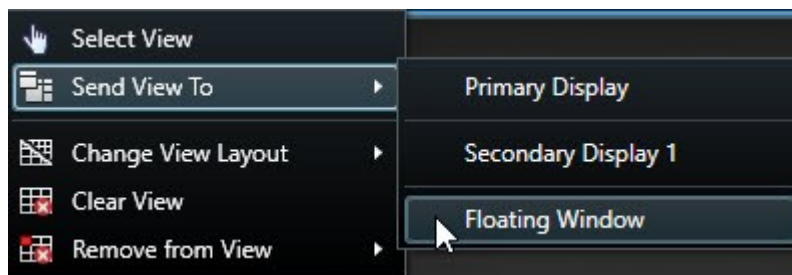 Select View
Send View To
Primary Display
Change View Layout
Secondary Display 1
Clear View
Floating Window
Remove from View